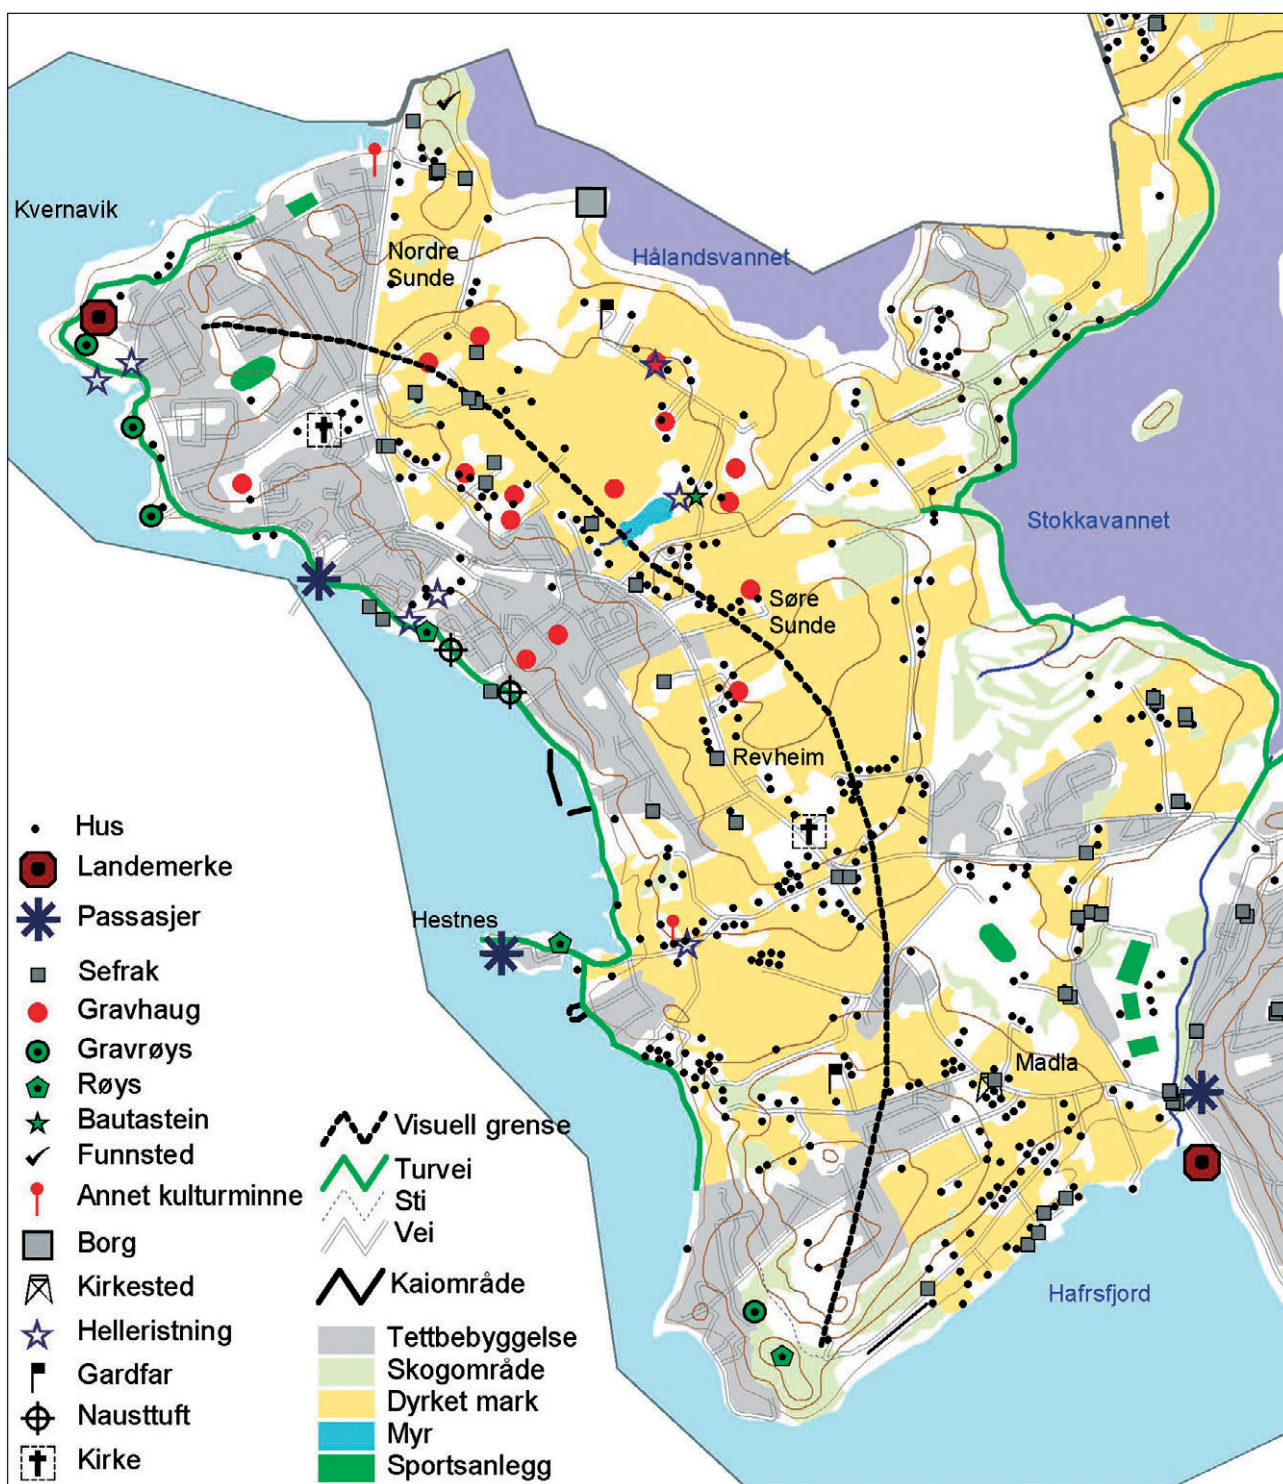 Kvernavik
Nordre
Sunde
Hålandsvannet
Stokkavannet
Søre
Sunde
Revheim
Hestnes
Madla
Hafrsfjord
Hus
Landemerke
Passasjer
Sefrak
Gravhaug
Gravrøys
Røys
Bautastein
Funnsted
Annet kulturminne
Borg
Kirkested
Helleristning
Gardfar
Nausttuft
Kirke
Visuell grense
Turvei
Sti
Vei
Kaiområde
Tettbebyggelse
Skogområde
Dyrket mark
Myr
Sportsanlegg